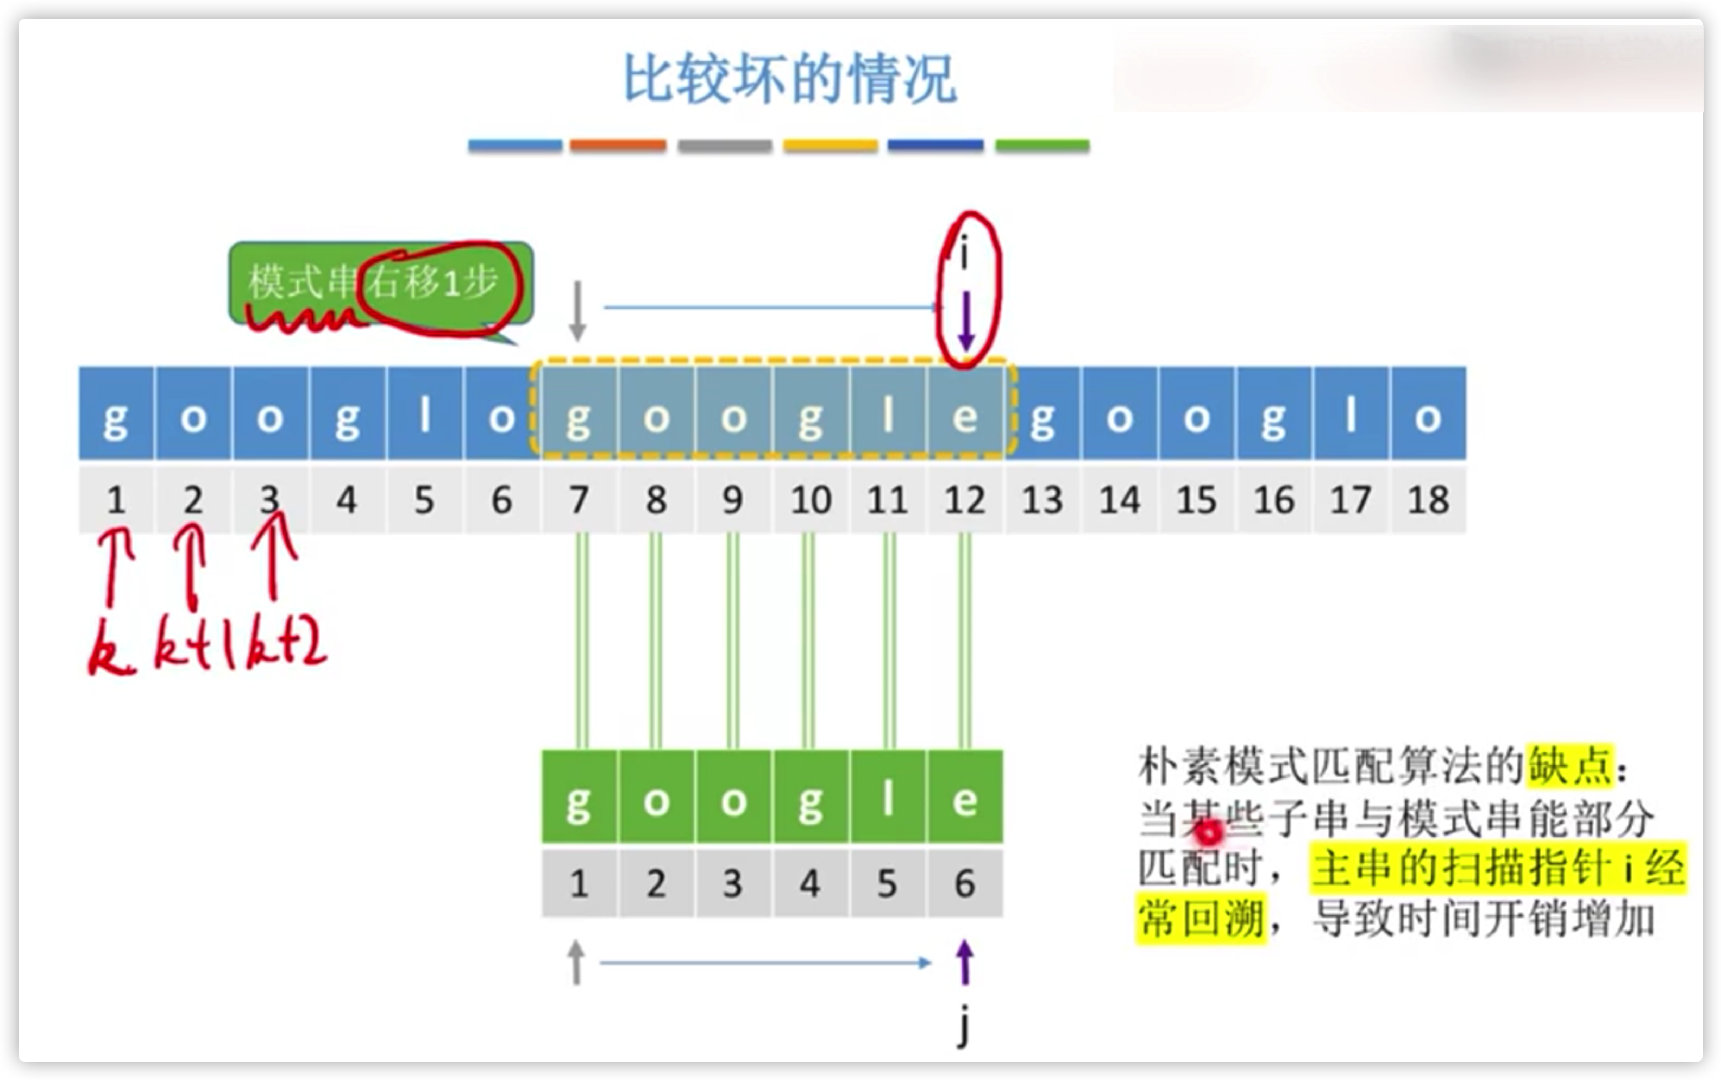 比较坏的情况
i
模式串右移1步
g o o g l o g o o g l e g o o g l o
1 2 3 4 5 6 7 8 9 10 11 12 13 14 15 16 17 18
k k+1 k+2
g o o g l e
1 2 3 4 5 6
j
朴素模式匹配算法的缺点：
当某些子串与模式串能部分
匹配时，主串的扫描指针 i 经
常回溯，导致时间开销增加